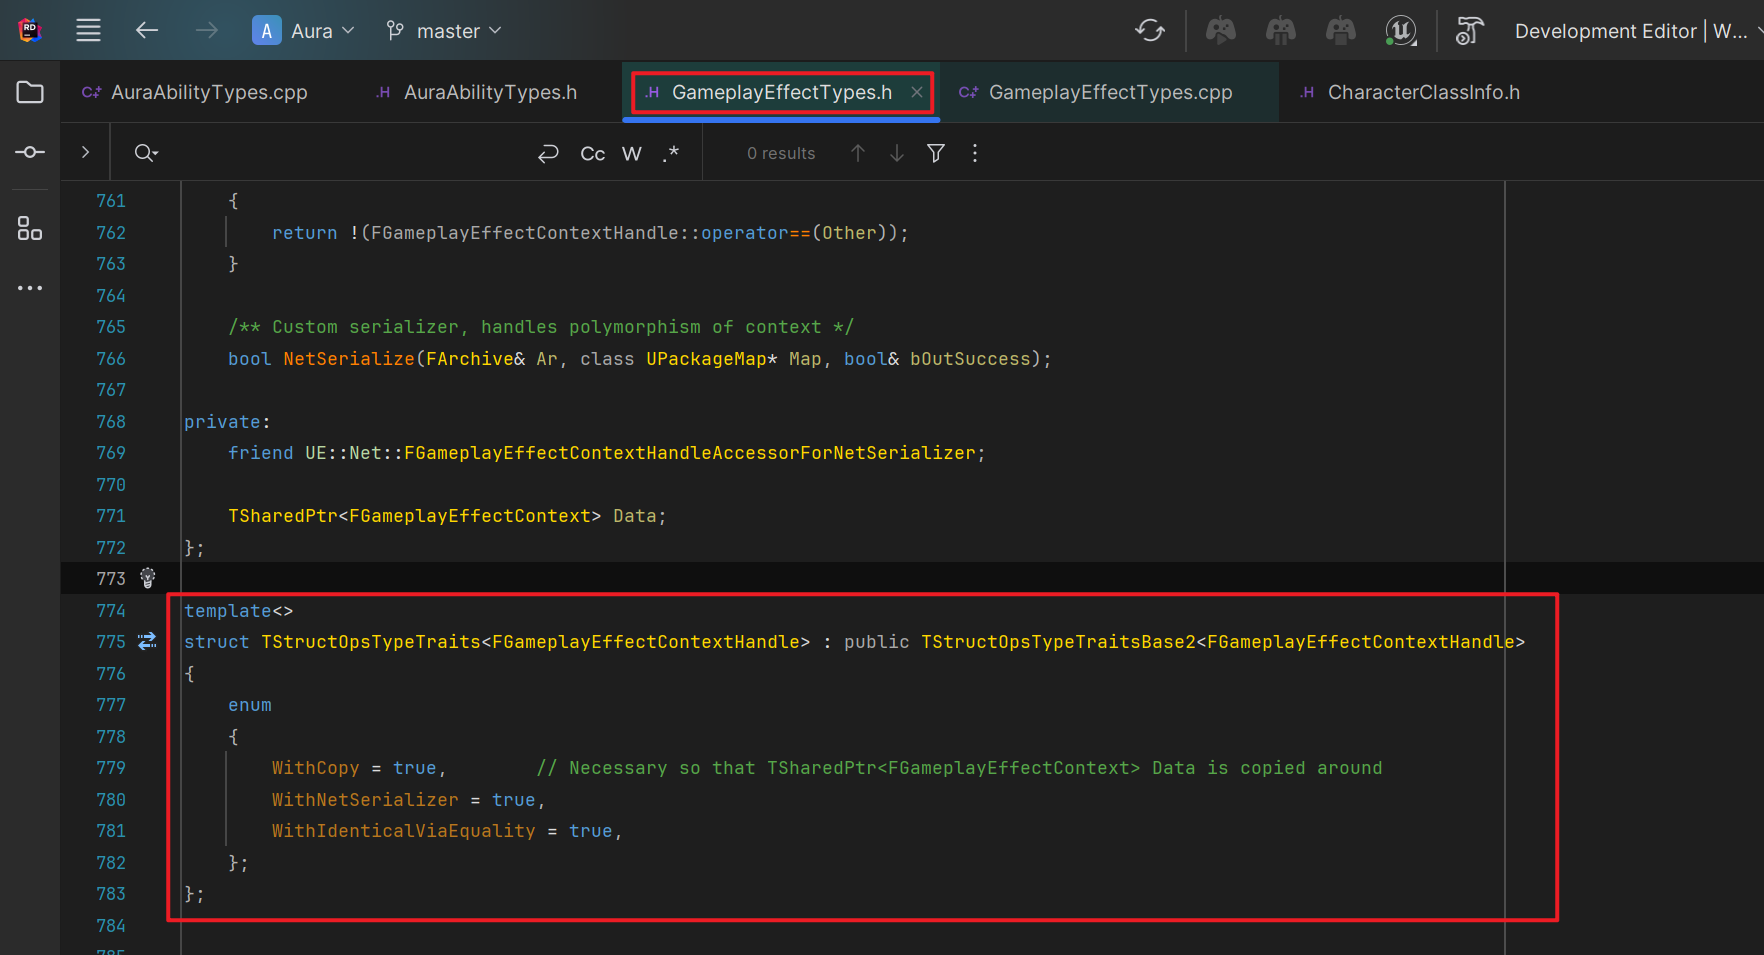 RD A Aura master Development Editor | W...
C+ AuraAbilityTypes.cpp .H AuraAbilityTypes.h .H GameplayEffectTypes.h × C+ GameplayEffectTypes.cpp .H CharacterClassInfo.h
Cc W .* 0 results
761 {
762 return !(FGameplayEffectContextHandle::operator==(Other));
763 }
764
765 /** Custom serializer, handles polymorphism of context */
766 bool NetSerialize(FArchive& Ar, class UPackageMap* Map, bool& bOutSuccess);
767
768 private:
769 friend UE::Net::FGameplayEffectContextHandleAccessorForNetSerializer;
770
771 TSharedPtr<FGameplayEffectContext> Data;
772 };
773
774 template<>
775 struct TStructOpsTypeTraits<FGameplayEffectContextHandle> : public TStructOpsTypeTraitsBase2<FGameplayEffectContextHandle>
776 {
777 enum
778 {
779 WithCopy = true, // Necessary so that TSharedPtr<FGameplayEffectContext> Data is copied around
780 WithNetSerializer = true,
781 WithIdenticalViaEquality = true,
782 };
783 };
784
785